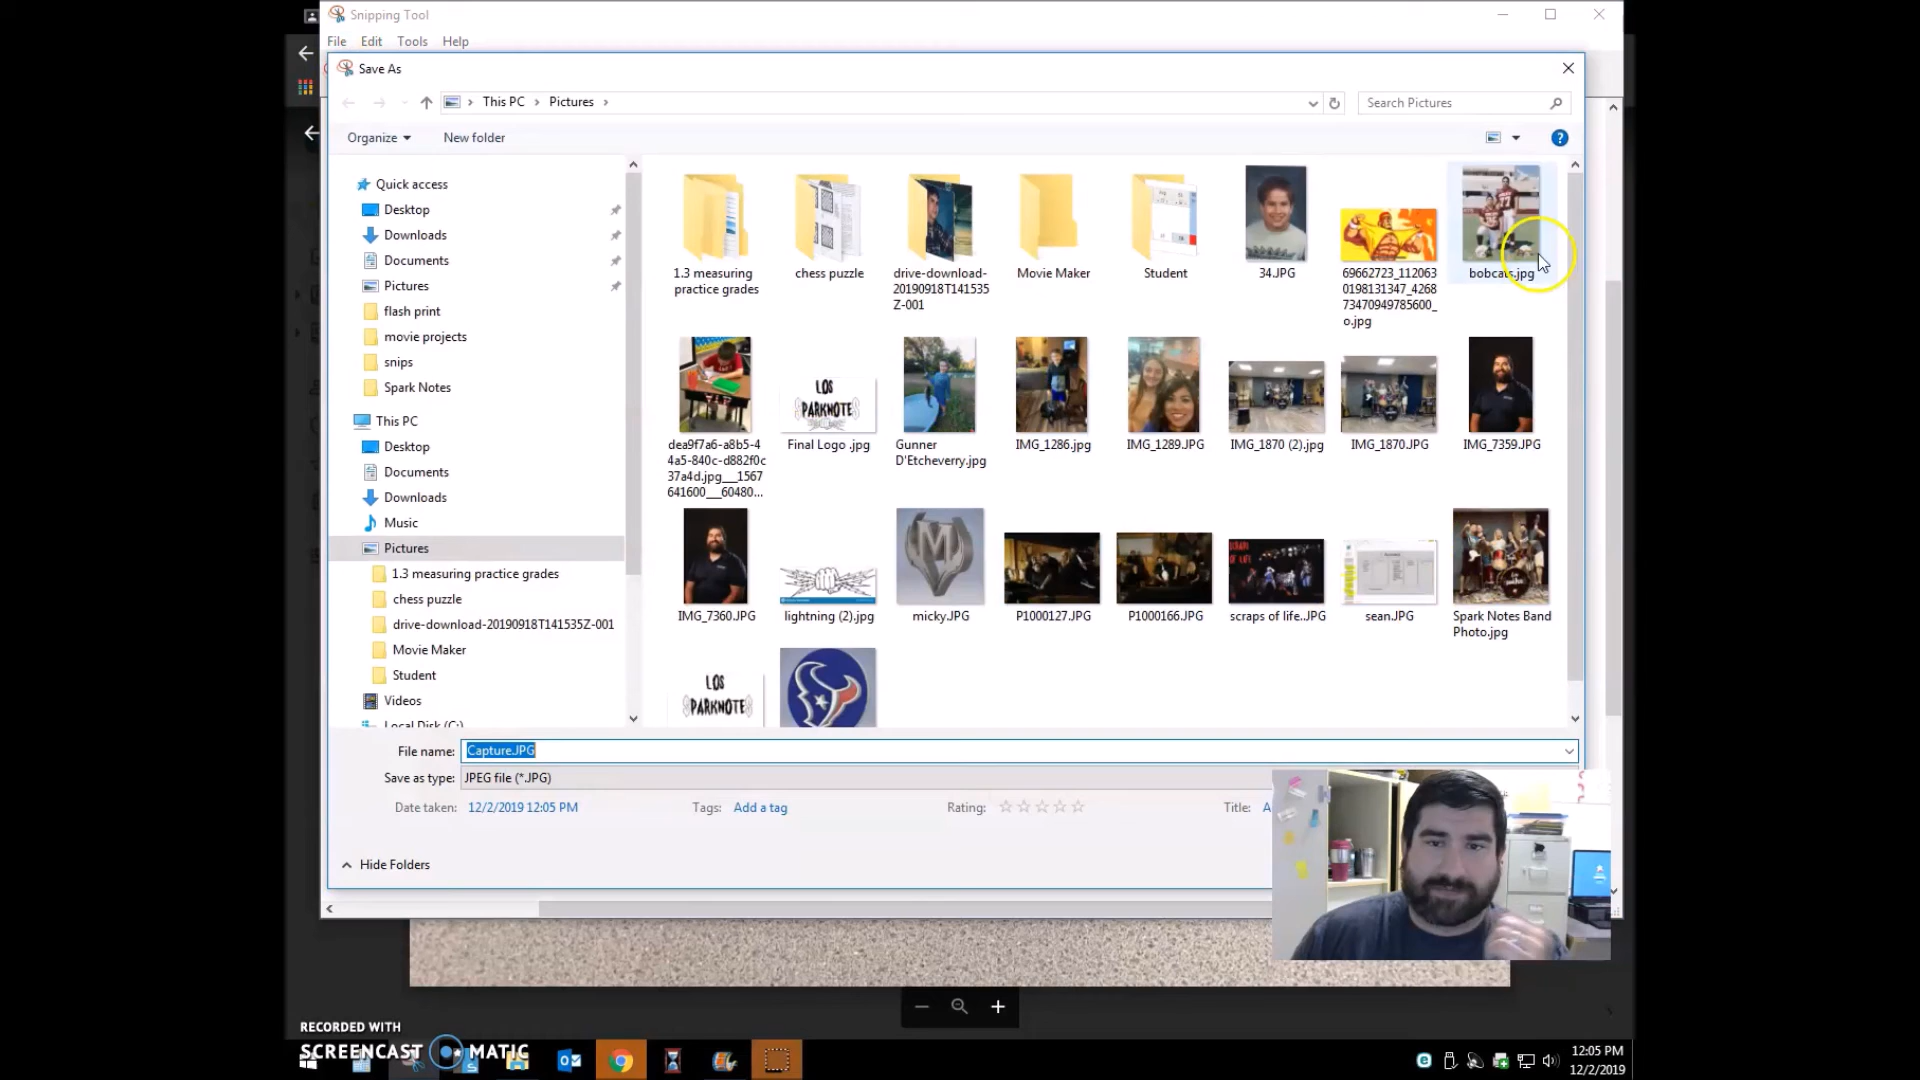 Snipping Tool
File Edit Tools Help
Save As
This PC Pictures
Search Pictures
Organize New folder
Quick access
Desktop
Downloads
Documents
Pictures
flash print
movie projects
snips
Spark Notes
This PC
Desktop
Documents
Downloads
Music
Pictures
1.3 measuring practice grades
chess puzzle
drive-download-20190918T141535Z-001
Movie Maker
Student
Videos
Local Disk (C:)
1.3 measuring
practice grades
chess puzzle
drive-download-
20190918T141535
Z-001
Movie Maker
Student
34.JPG
69662723_112063
0198131347_4268
73470949785600_
o.jpg
bobcats.jpg
dea9f7a6-a8b5-4
4a5-840c-d882f0c
37a4d.jpg___1567
641600___60480...
LOS
PARKNOTE
Final Logo .jpg
Gunner
D'Etcheverry.jpg
IMG_1286.jpg
IMG_1289.JPG
IMG_1870 (2).jpg
IMG_1870.JPG
IMG_7359.JPG
IMG_7360.JPG
lightning (2).jpg
micky.JPG
P1000127.JPG
P1000166.JPG
scraps of life..JPG
sean.JPG
Spark Notes Band
Photo.jpg
LOS
PARKNOTE
File name: Capture.JPG
Save as type: JPEG file (*.JPG)
Date taken: 12/2/2019 12:05 PM Tags: Add a tag Rating: Title: A
Hide Folders
RECORDED WITH
SCREENCAST MATIC
12:05 PM
12/2/2019